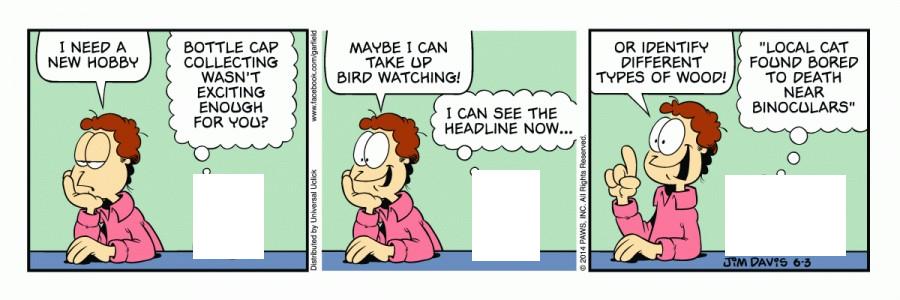 I NEED A
NEW HOBBY
BOTTLE CAP
COLLECTING
WASN'T
EXCITING
ENOUGH
FOR YOU?
www.facebook.com/garfield
Distributed by Universal Uclick
MAYBE I CAN
TAKE UP
BIRD WATCHING!
I CAN SEE THE
HEADLINE NOW...
© 2014 PAWS, INC. All Rights Reserved.
OR IDENTIFY
DIFFERENT
TYPES OF WOOD!
"LOCAL CAT
FOUND BORED
TO DEATH
NEAR
BINOCULARS"
JIM DAVIS 6-3